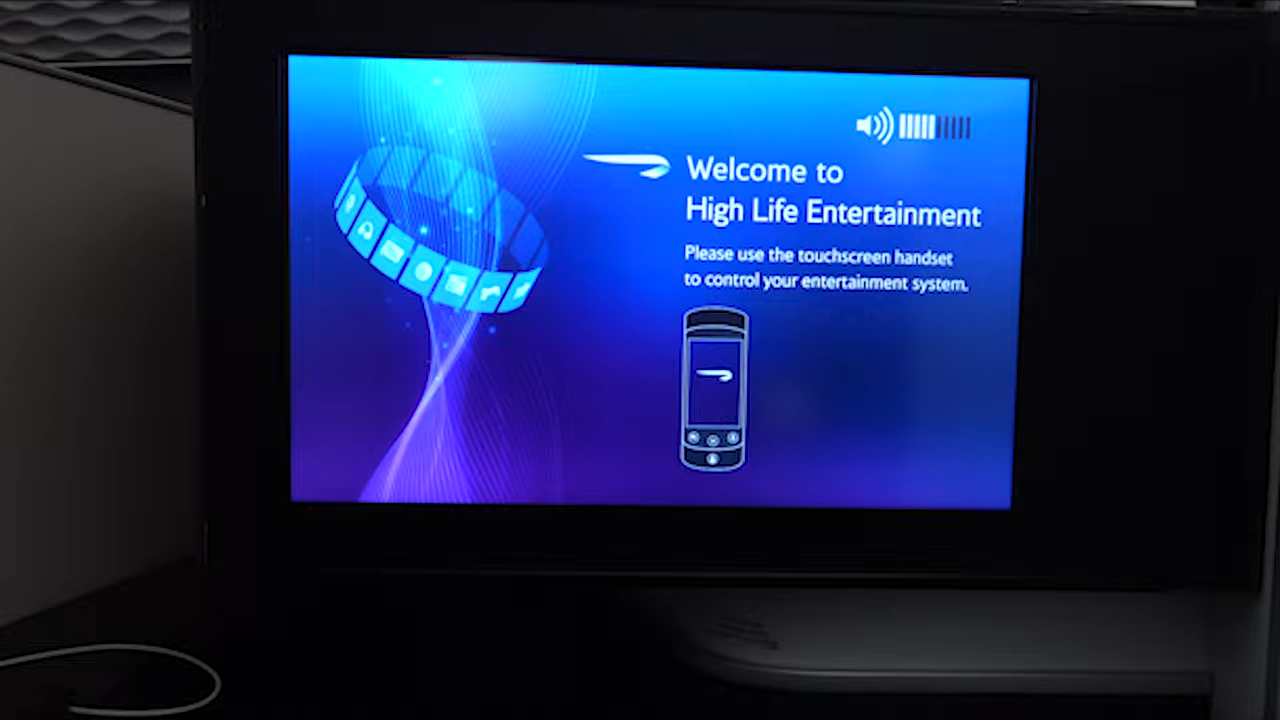 Welcome to
High Life Entertainment
Please use the touchscreen handset
to control your entertainment system.